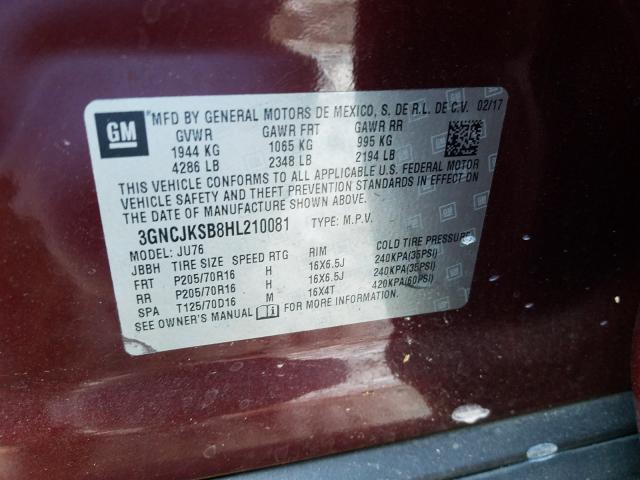 GM
MFD BY GENERAL MOTORS DE MEXICO, S. DE R.L. DE C.V. 02/17
GVWR GAWR FRT GAWR RR
1944 KG 1065 KG 995 KG
4286 LB 2348 LB 2194 LB
THIS VEHICLE CONFORMS TO ALL APPLICABLE U.S. FEDERAL MOTOR
VEHICLE SAFETY AND THEFT PREVENTION STANDARDS IN EFFECT ON
THE DATE OF MANUFACTURE SHOWN ABOVE.
3GNCJKSB8HL210081 TYPE: M.P.V.
MODEL: JU76
JBBH TIRE SIZE SPEED RTG RIM COLD TIRE PRESSURE
FRT P205/70R16 H 16X6.5J 240KPA(35PSI)
RR P205/70R16 H 16X6.5J 240KPA(35PSI)
SPA T125/70D16 M 16X4T 420KPA(60PSI)
SEE OWNER'S MANUAL FOR MORE INFORMATION.